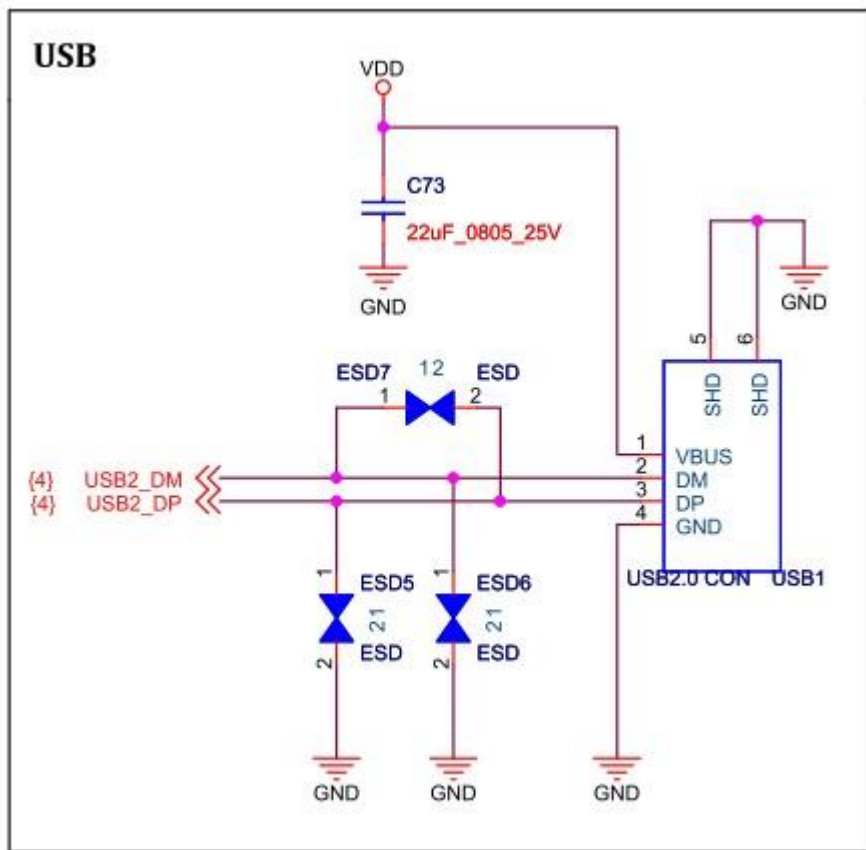 USB
VDD
C73
22uF_0805_25V
GND
GND
5
6
SHD
SHD
ESD7
12
ESD
1
2
1
VBUS
{4} USB2_DM
2
DM
{4} USB2_DP
3
DP
4
GND
USB2.0 CON
USB1
1
ESD5
21
2
ESD
1
ESD6
21
2
ESD
GND
GND
GND